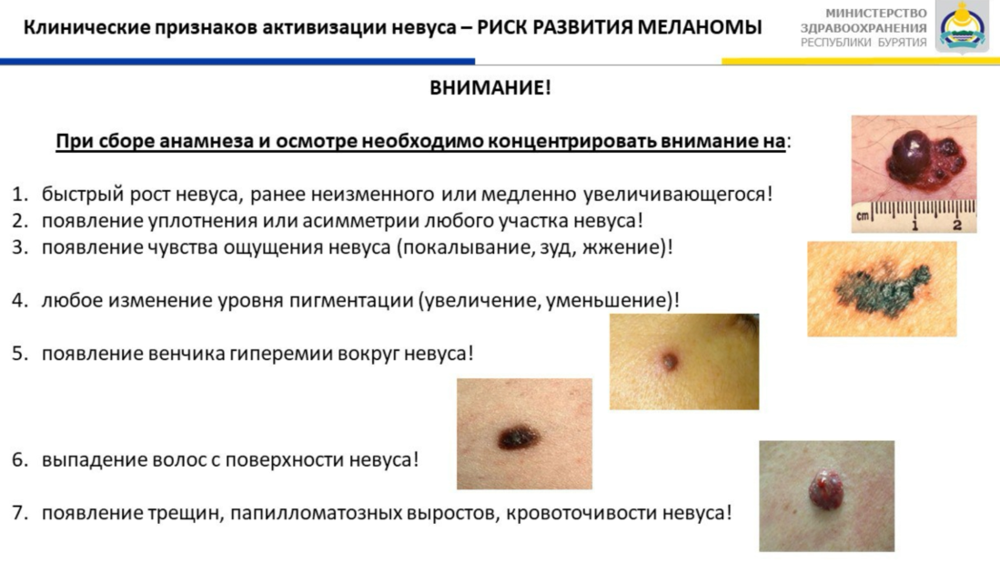 Клинические признаков активизации невуса – РИСК РАЗВИТИЯ МЕЛАНОМЫ
МИНИСТЕРСТВО
ЗДРАВООХРАНЕНИЯ
РЕСПУБЛИКИ БУРЯТИЯ
ВНИМАНИЕ!
При сборе анамнеза и осмотре необходимо концентрировать внимание на:
1. быстрый рост невуса, ранее неизменного или медленно увеличивающегося!
2. появление уплотнения или асимметрии любого участка невуса!
3. появление чувства ощущения невуса (покалывание, зуд, жжение)!
4. любое изменение уровня пигментации (увеличение, уменьшение)!
5. появление венчика гиперемии вокруг невуса!
6. выпадение волос с поверхности невуса!
7. появление трещин, папилломатозных выростов, кровоточивости невуса!
cm 1 2